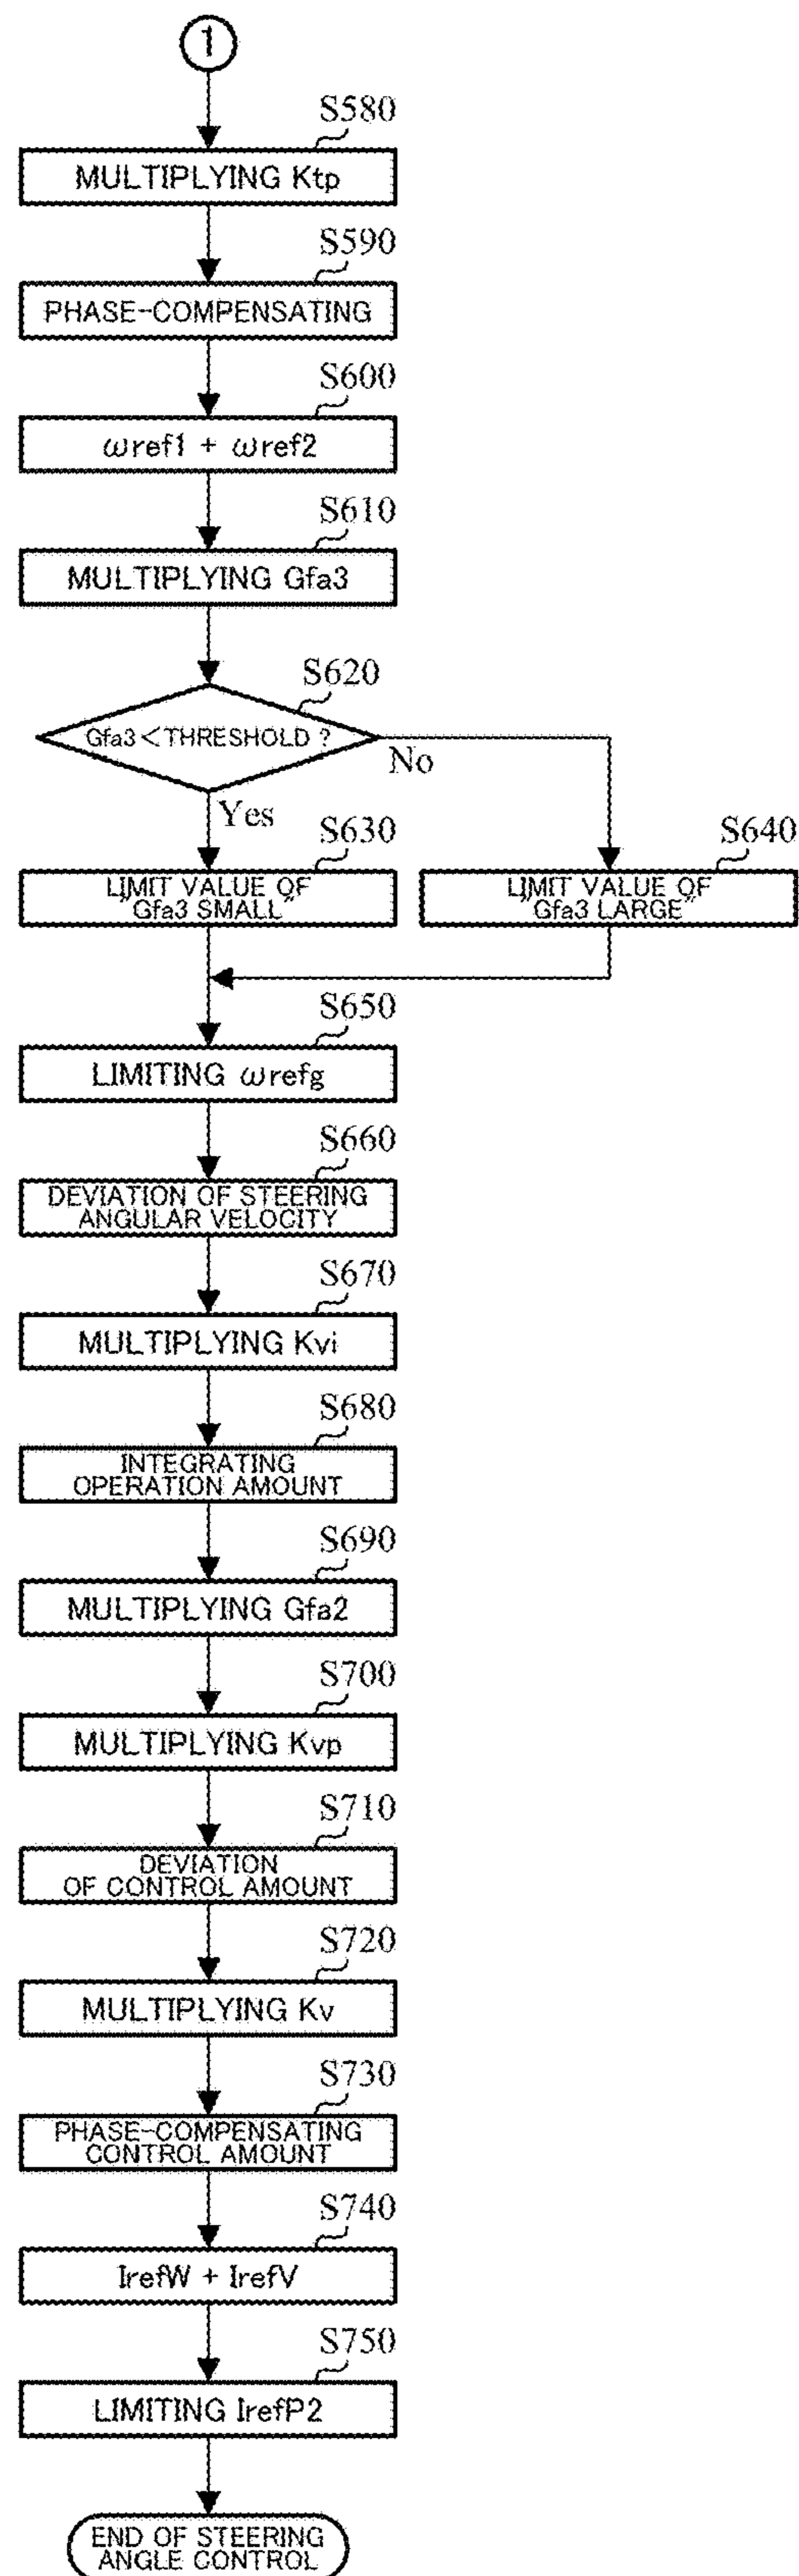 1
S580
MULTIPLYING Ktp
S590
PHASE-COMPENSATING
S600
ωref1 + ωref2
S610
MULTIPLYING Gfa3
S620
Gfa3<THRESHOLD ?
No
Yes
S630
LIMIT VALUE OF
"Gfa3 SMALL"
S640
LIMIT VALUE OF
"Gfa3 LARGE"
S650
LIMITING ωrefg
S660
DEVIATION OF STEERING
ANGULAR VELOCITY
S670
MULTIPLYING Kvi
S680
INTEGRATING
OPERATION AMOUNT
S690
MULTIPLYING Gfa2
S700
MULTIPLYING Kvp
S710
DEVIATION
OF CONTROL AMOUNT
S720
MULTIPLYING Kv
S730
PHASE-COMPENSATING
CONTROL AMOUNT
S740
IrefW + IrefV
S750
LIMITING IrefP2
END OF STEERING
ANGLE CONTROL